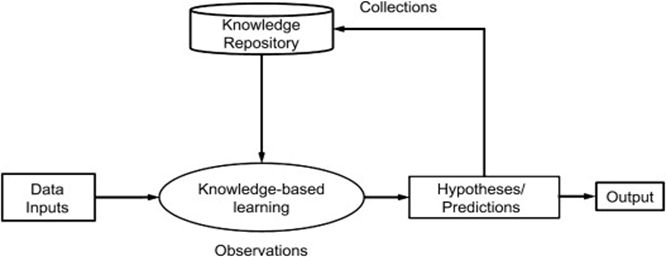 Collections
Knowledge
Repository
Data
Inputs
Knowledge-based
learning
Hypotheses/
Predictions
Output
Observations